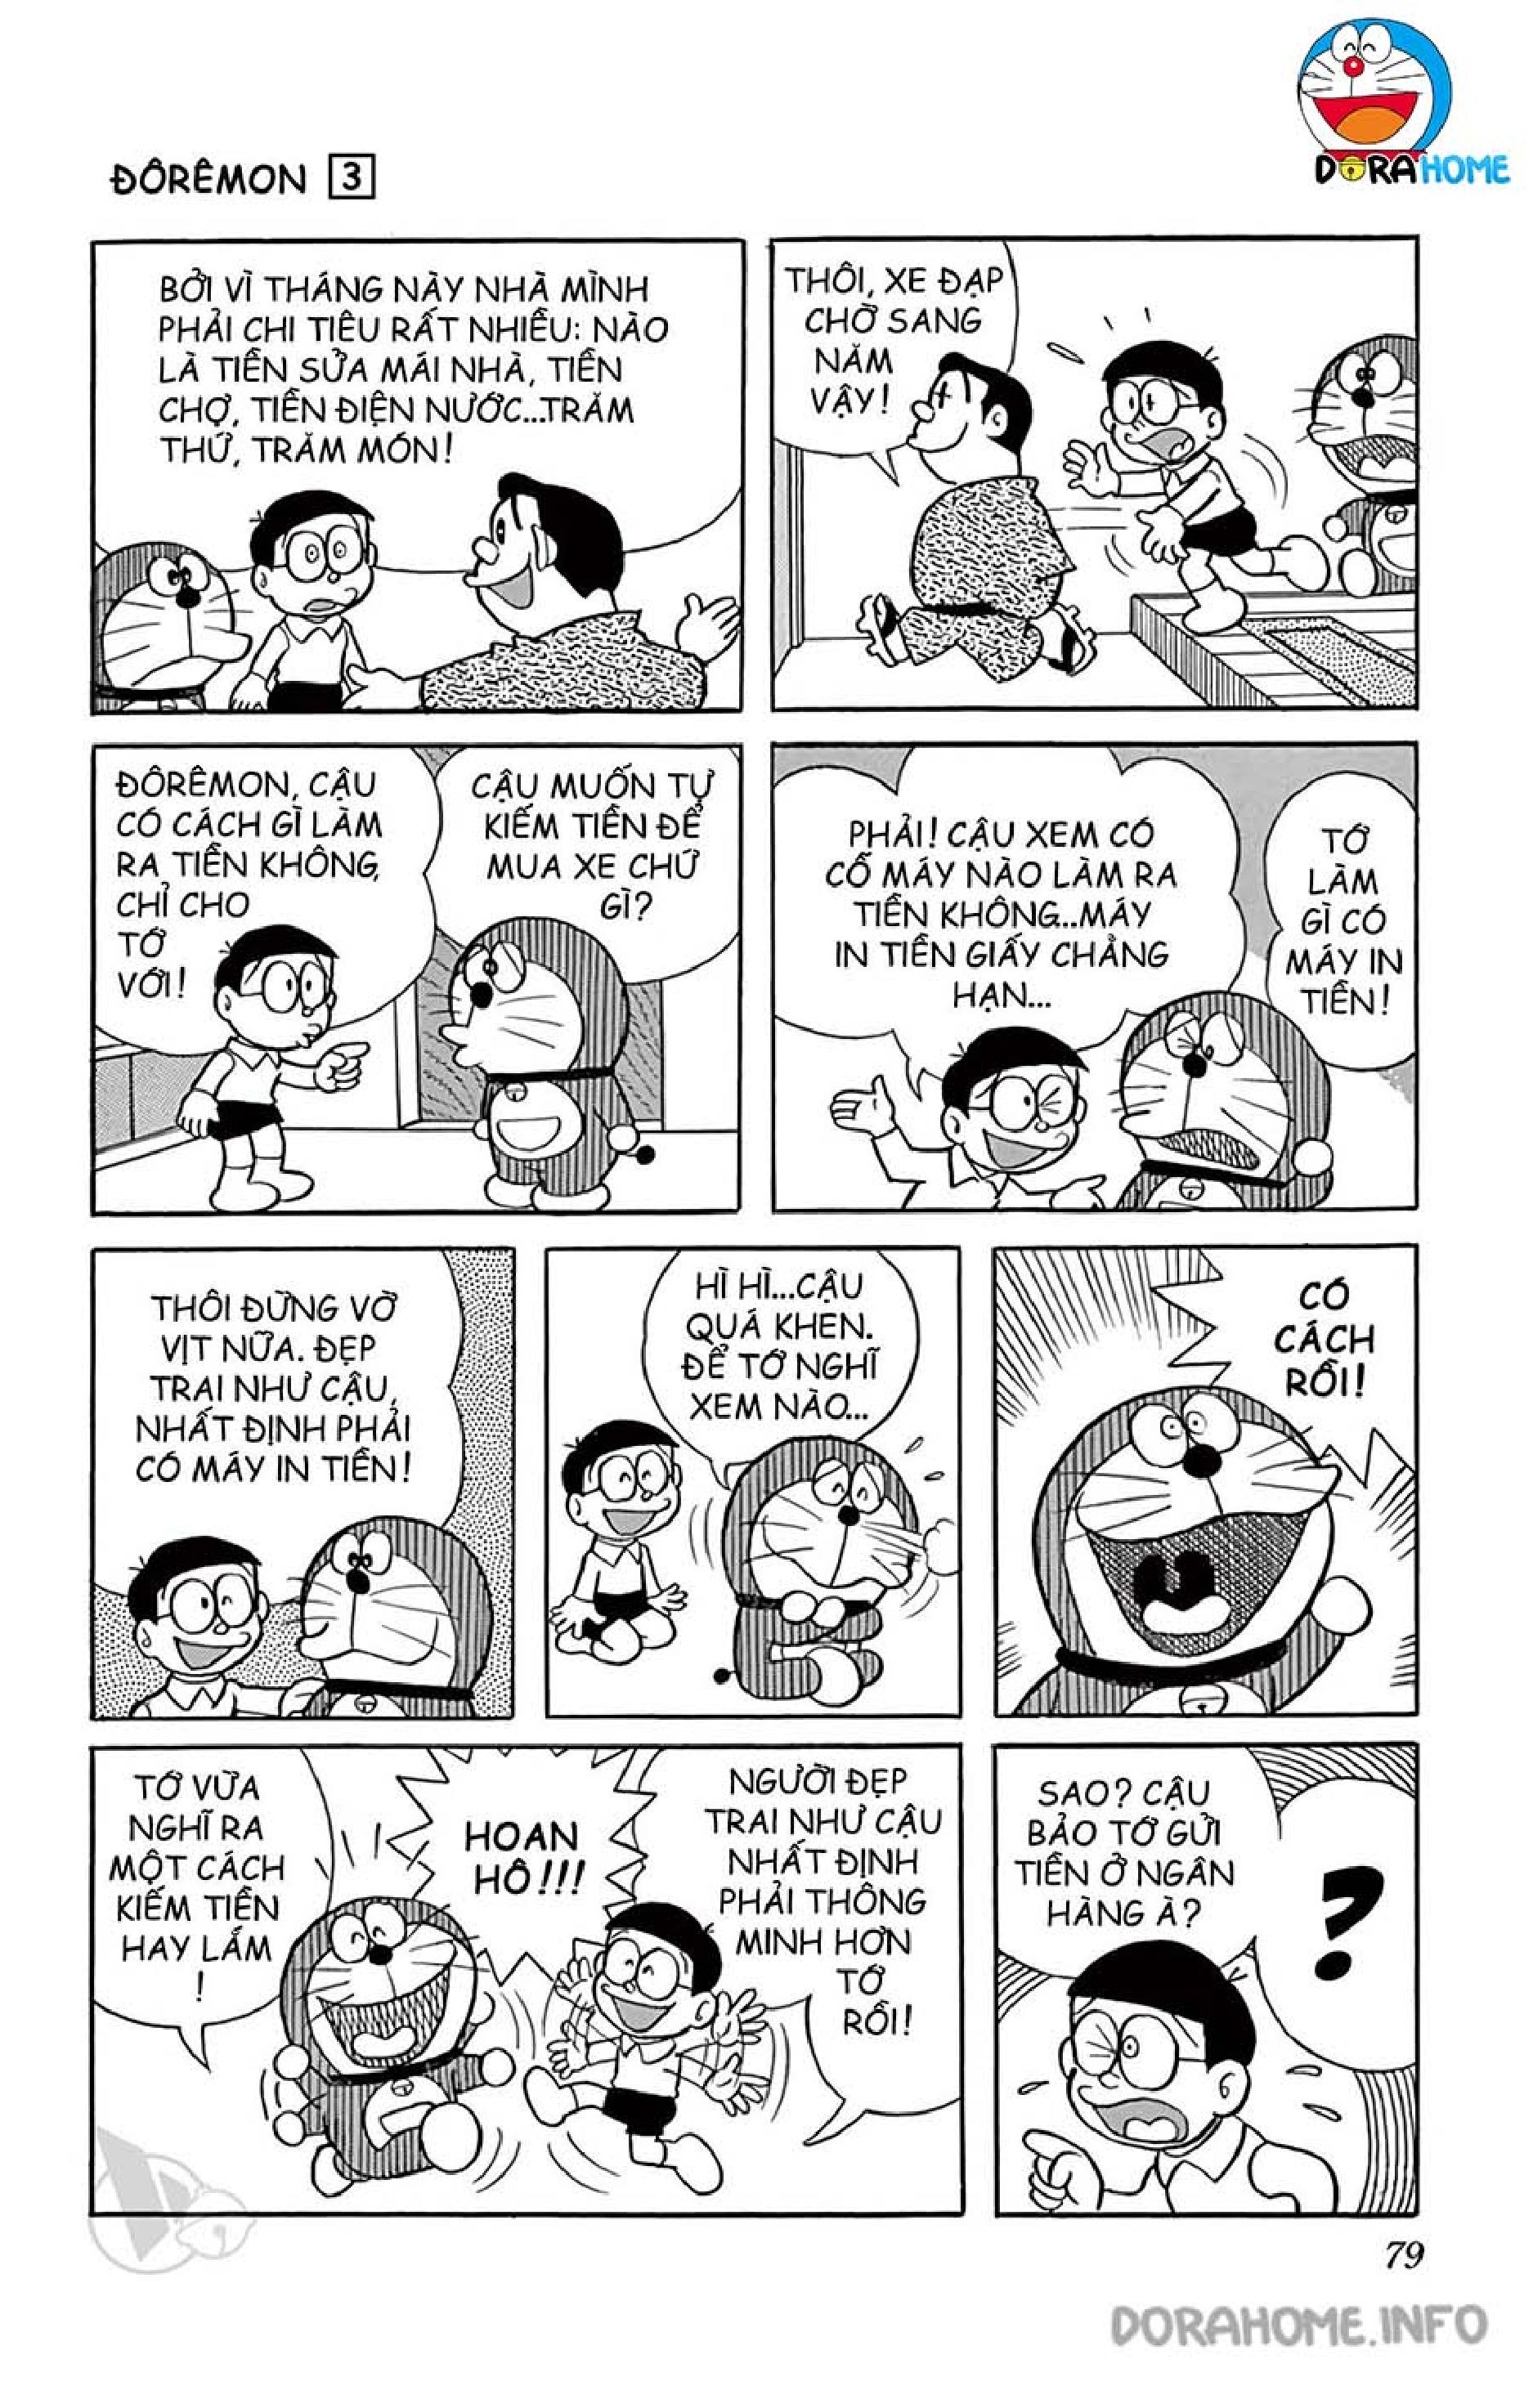 DORAHOME
ĐÔRÊMON 3
BỞI VÌ THÁNG NÀY NHÀ MÌNH
PHẢI CHI TIÊU RẤT NHIỀU: NÀO
LÀ TIỀN SỬA MÁI NHÀ, TIỀN
CHỢ, TIỀN ĐIỆN NƯỚC...TRĂM
THỨ, TRĂM MÓN!
THÔI, XE ĐẠP
CHỜ SANG
NĂM
VẬY!
ĐÔRÊMON, CẬU
CÓ CÁCH GÌ LÀM
RA TIỀN KHÔNG,
CHỈ CHO
TỚ
VỚI!
CẬU MUỐN TỰ
KIẾM TIỀN ĐỂ
MUA XE CHỨ
GÌ?
PHẢI! CẬU XEM CÓ
CỖ MÁY NÀO LÀM RA
TIỀN KHÔNG...MÁY
IN TIỀN GIẤY CHẲNG
HẠN...
TỚ
LÀM
GÌ CÓ
MÁY IN
TIỀN!
THÔI ĐỪNG VỜ
VỊT NỮA. ĐẸP
TRAI NHƯ CẬU,
NHẤT ĐỊNH PHẢI
CÓ MÁY IN TIỀN!
HÌ HÌ...CẬU
QUÁ KHEN.
ĐỂ TỚ NGHĨ
XEM NÀO...
CÓ
CÁCH
RỒI!
TỚ VỪA
NGHĨ RA
MỘT CÁCH
KIẾM TIỀN
HAY LẮM
!
HOAN
HÔ!!!
NGƯỜI ĐẸP
TRAI NHƯ CẬU
NHẤT ĐỊNH
PHẢI THÔNG
MINH HƠN
TỚ
RỒI!
SAO? CẬU
BẢO TỚ GỬI
TIỀN Ở NGÂN
HÀNG À?
?
79
DORAHOME.INFO